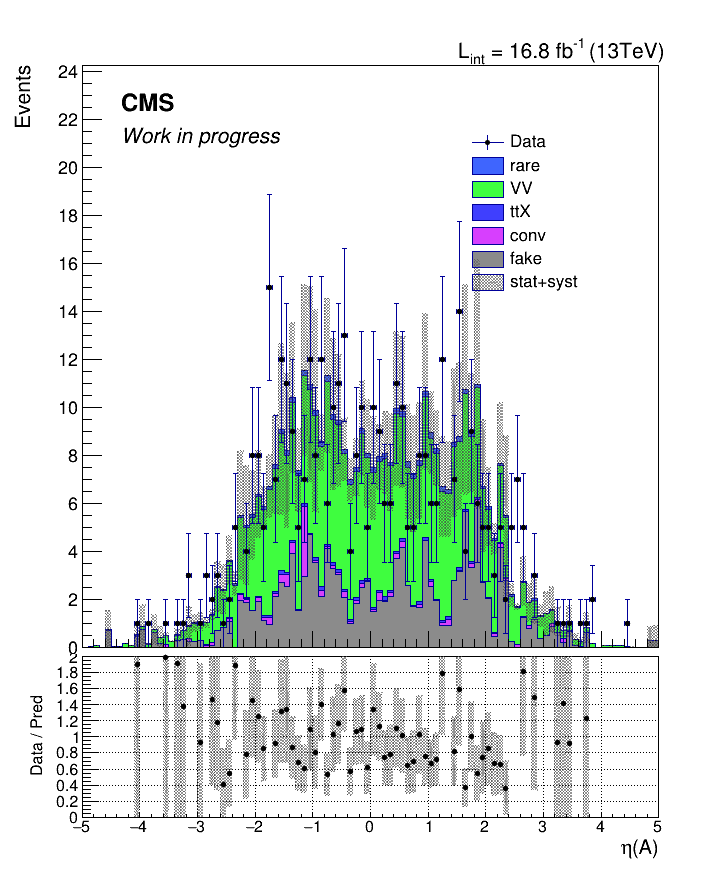 L_int = 16.8 fb^-1 (13TeV)
Events
CMS
Work in progress
Data
rare
VV
ttX
conv
fake
stat+syst
24
22
20
18
16
14
12
10
8
6
4
2
0
Data / Pred
2
1.8
1.6
1.4
1.2
1
0.8
0.6
0.4
0.2
0
−5 −4 −3 −2 −1 0 1 2 3 4 5
η(A)